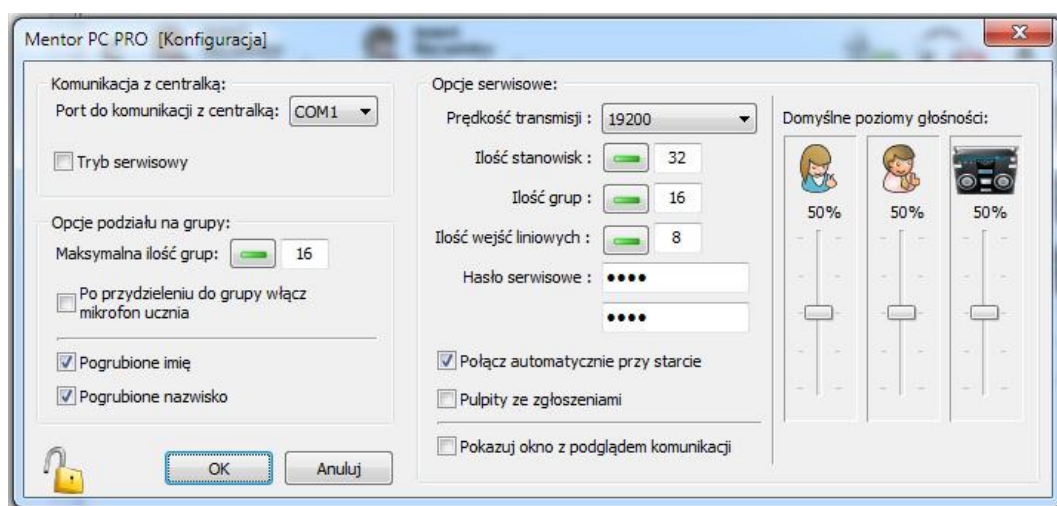 Mentor PC PRO [Konfiguracja]
Komunikacja z centralką:
Port do komunikacji z centralką: COM1
Tryb serwisowy
Opcje podziału na grupy:
Maksymalna ilość grup: 16
Po przydzieleniu do grupy włącz
mikrofon ucznia
Pogrubione imię
Pogrubione nazwisko
OK Anuluj
Opcje serwisowe:
Prędkość transmisji : 19200
Ilość stanowisk : 32
Ilość grup : 16
Ilość wejść liniowych : 8
Hasło serwisowe : ●●●●
●●●●
Połącz automatycznie przy starcie
Pulpity ze zgłoszeniami
Pokazuj okno z podglądem komunikacji
Domyślne poziomy głośności:
50% 50% 50%